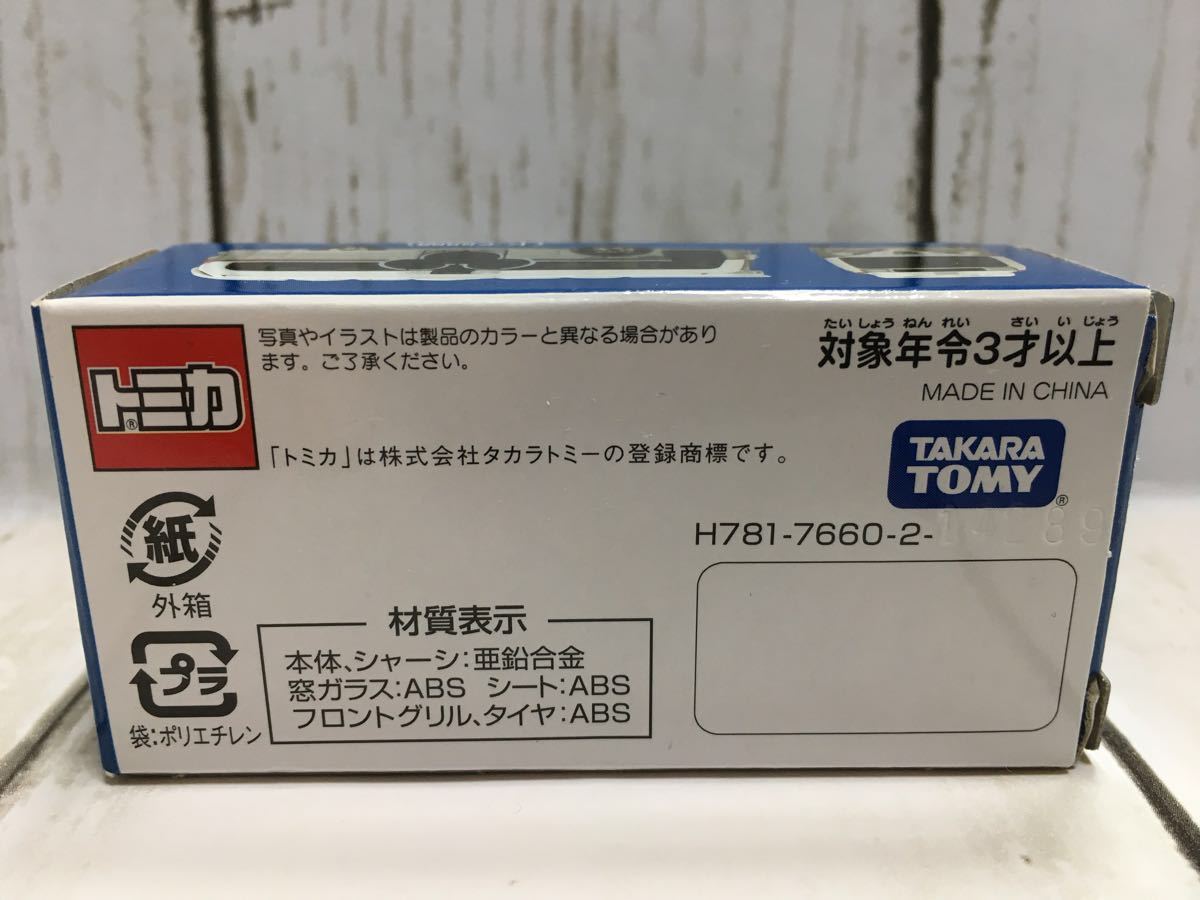 トミカ®
写真やイラストは製品のカラーと異なる場合があり
ます。ご了承ください。
「トミカ」は株式会社タカラトミーの登録商標です。
たいしょうねんれい さいいじょう
対象年令3才以上
MADE IN CHINA
TAKARA
TOMY®
H781-7660-2-
紙
外箱
プラ
袋:ポリエチレン
材質表示
本体、シャーシ:亜鉛合金
窓ガラス:ABS シート:ABS
フロントグリル、タイヤ:ABS